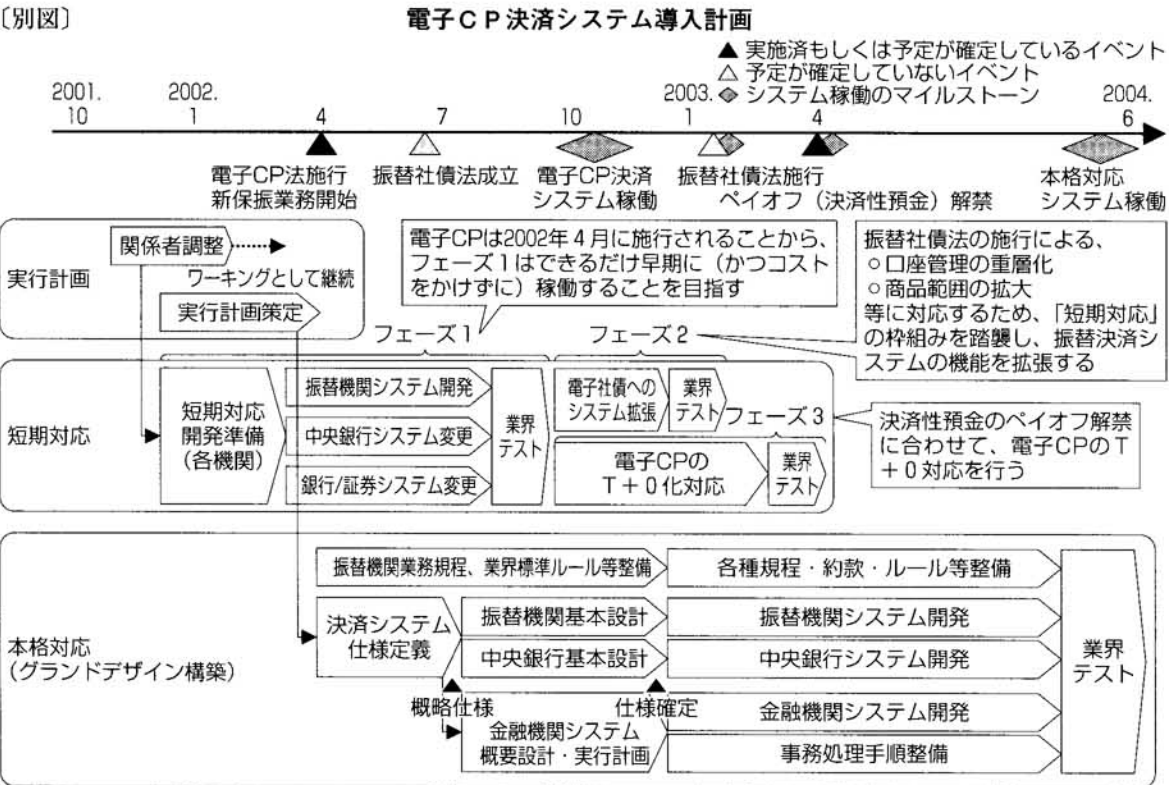 〔別図〕
電子CP決済システム導入計画
▲ 実施済もしくは予定が確定しているイベント
△ 予定が確定していないイベント
◆ システム稼働のマイルストーン
2001.
10
2002.
1
4
7
10
2003.
1
4
2004.
6
電子CP法施行
新保振業務開始
振替社債法成立
電子CP決済
システム稼働
振替社債法施行
ペイオフ（決済性預金）解禁
本格対応
システム稼働
実行計画
関係者調整
ワーキングとして継続
実行計画策定
電子CPは2002年4月に施行されることから、
フェーズ1はできるだけ早期に（かつコスト
をかけずに）稼働することを目指す
振替社債法の施行による、
○口座管理の重層化
○商品範囲の拡大
等に対応するため、「短期対応」
の枠組みを踏襲し、振替決済シ
ステムの機能を拡張する
フェーズ1
フェーズ2
短期対応
短期対応
開発準備
（各機関）
振替機関システム開発
中央銀行システム変更
銀行/証券システム変更
業界
テスト
電子社債への
システム拡張
業界
テスト
フェーズ3
電子CPの
T＋0化対応
業界
テスト
決済性預金のペイオフ解禁
に合わせて、電子CPのT
＋0対応を行う
本格対応
（グランドデザイン構築）
振替機関業務規程、業界標準ルール等整備
各種規程・約款・ルール等整備
決済システム
仕様定義
振替機関基本設計
振替機関システム開発
中央銀行基本設計
中央銀行システム開発
概略仕様
仕様確定
金融機関システム
概要設計・実行計画
金融機関システム開発
事務処理手順整備
業界
テスト